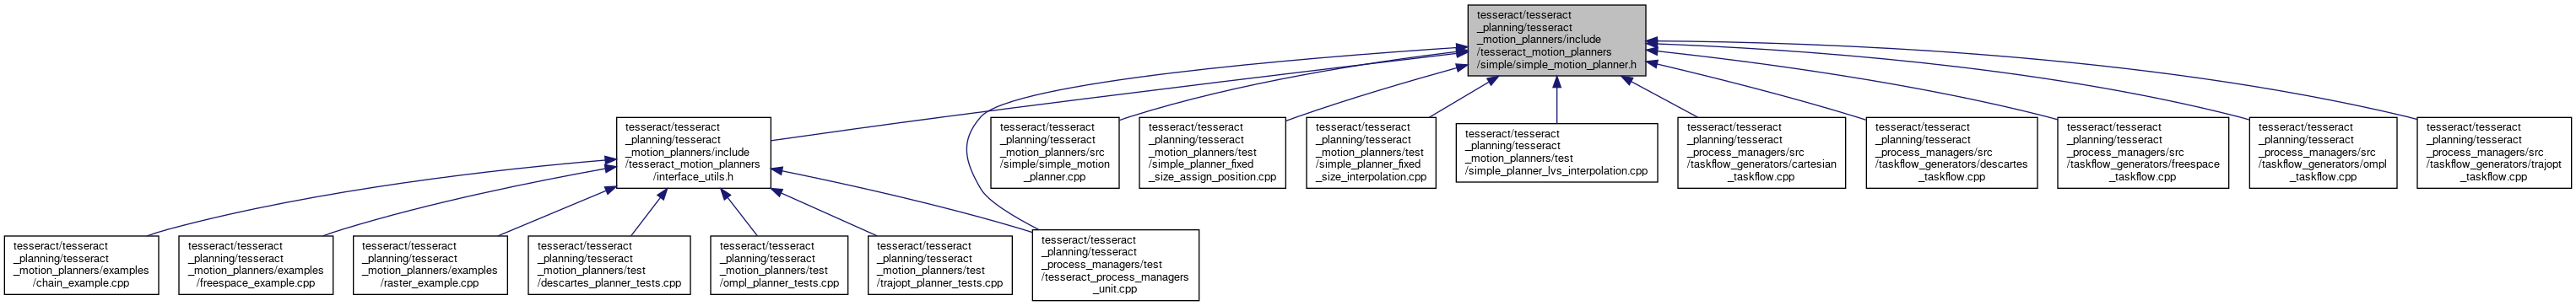 tesseract/tesseract
_planning/tesseract
_motion_planners/include
/tesseract_motion_planners
/simple/simple_motion_planner.h
tesseract/tesseract
_planning/tesseract
_motion_planners/include
/tesseract_motion_planners
/interface_utils.h
tesseract/tesseract
_planning/tesseract
_motion_planners/src
/simple/simple_motion
_planner.cpp
tesseract/tesseract
_planning/tesseract
_motion_planners/test
/simple_planner_fixed
_size_assign_position.cpp
tesseract/tesseract
_planning/tesseract
_motion_planners/test
/simple_planner_fixed
_size_interpolation.cpp
tesseract/tesseract
_planning/tesseract
_motion_planners/test
/simple_planner_lvs_interpolation.cpp
tesseract/tesseract
_planning/tesseract
_process_managers/src
/taskflow_generators/cartesian
_taskflow.cpp
tesseract/tesseract
_planning/tesseract
_process_managers/src
/taskflow_generators/descartes
_taskflow.cpp
tesseract/tesseract
_planning/tesseract
_process_managers/src
/taskflow_generators/freespace
_taskflow.cpp
tesseract/tesseract
_planning/tesseract
_process_managers/src
/taskflow_generators/ompl
_taskflow.cpp
tesseract/tesseract
_planning/tesseract
_process_managers/src
/taskflow_generators/trajopt
_taskflow.cpp
tesseract/tesseract
_planning/tesseract
_motion_planners/examples
/chain_example.cpp
tesseract/tesseract
_planning/tesseract
_motion_planners/examples
/freespace_example.cpp
tesseract/tesseract
_planning/tesseract
_motion_planners/examples
/raster_example.cpp
tesseract/tesseract
_planning/tesseract
_motion_planners/test
/descartes_planner_tests.cpp
tesseract/tesseract
_planning/tesseract
_motion_planners/test
/ompl_planner_tests.cpp
tesseract/tesseract
_planning/tesseract
_motion_planners/test
/trajopt_planner_tests.cpp
tesseract/tesseract
_planning/tesseract
_process_managers/test
/tesseract_process_managers
_unit.cpp